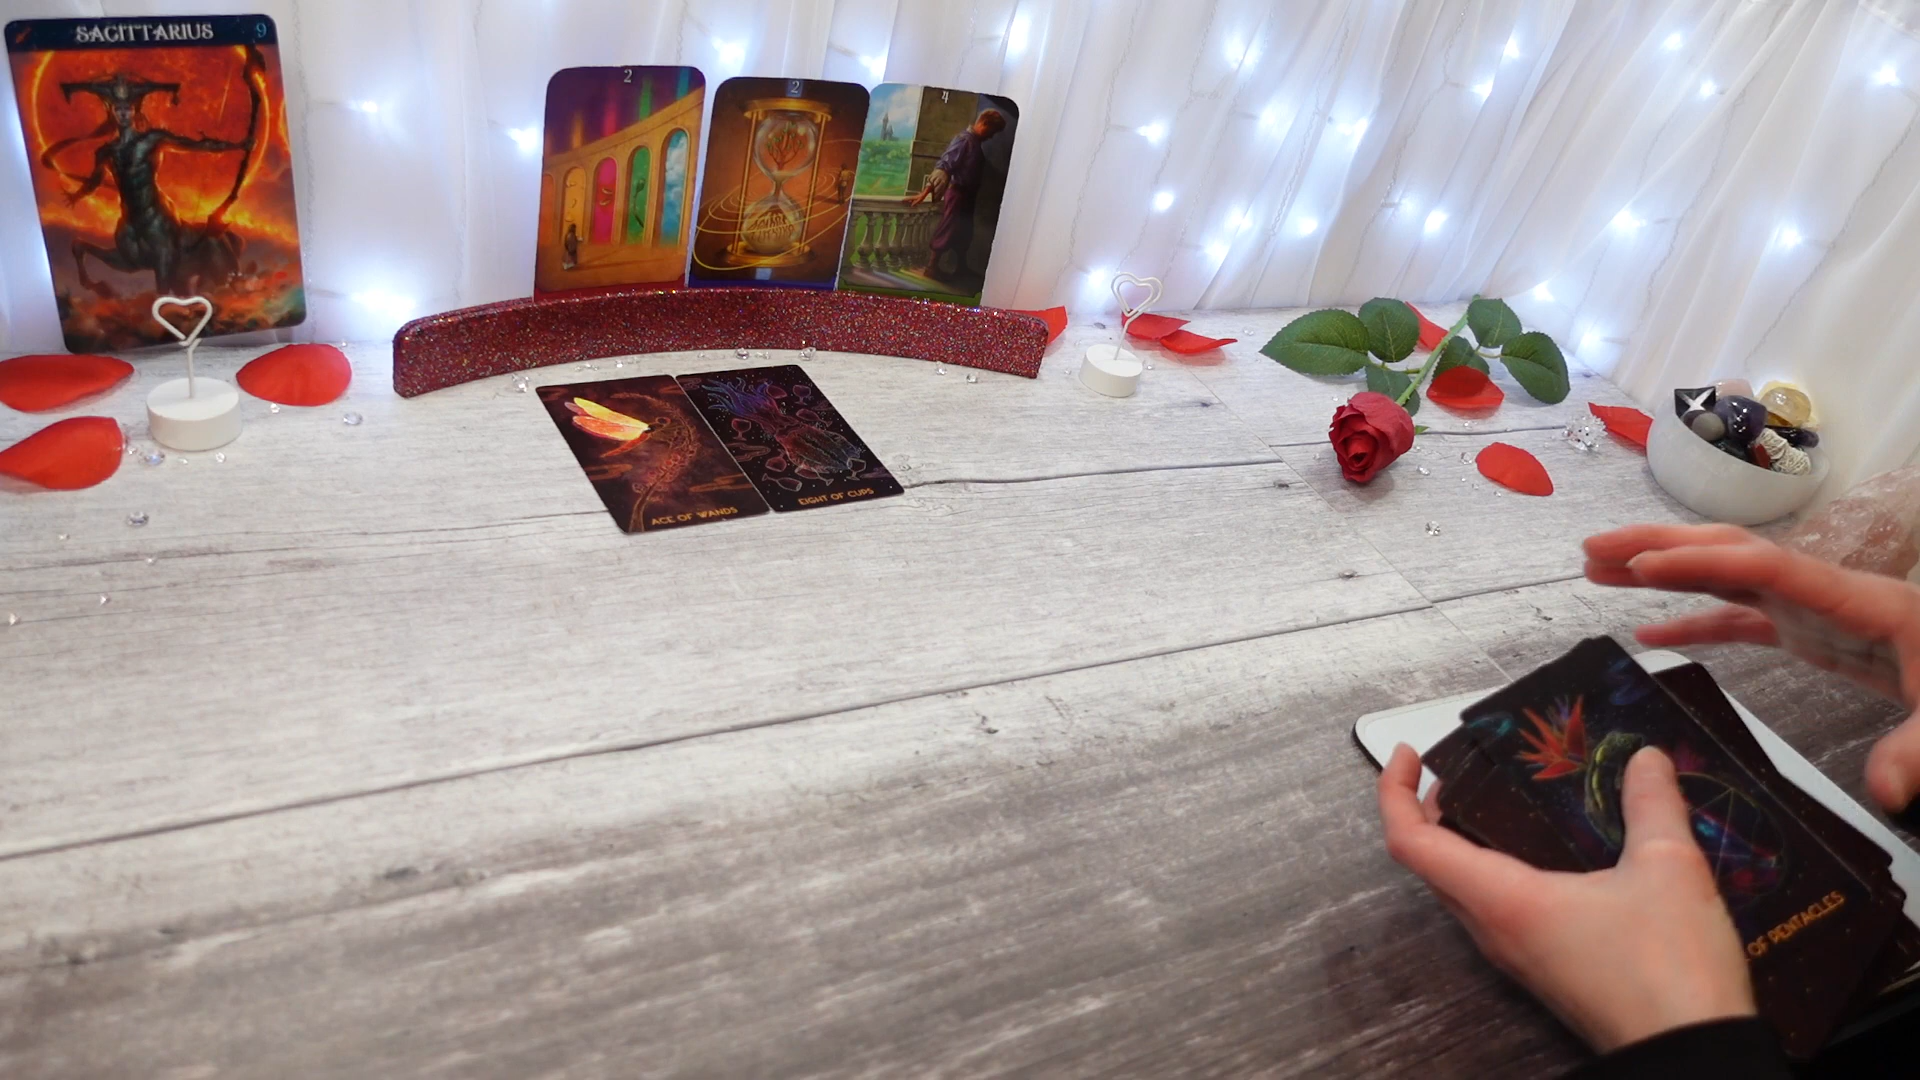 SAGITTARIUS 9
2
2
4
ACE OF WANDS
EIGHT OF CUPS
OF PENTACLES